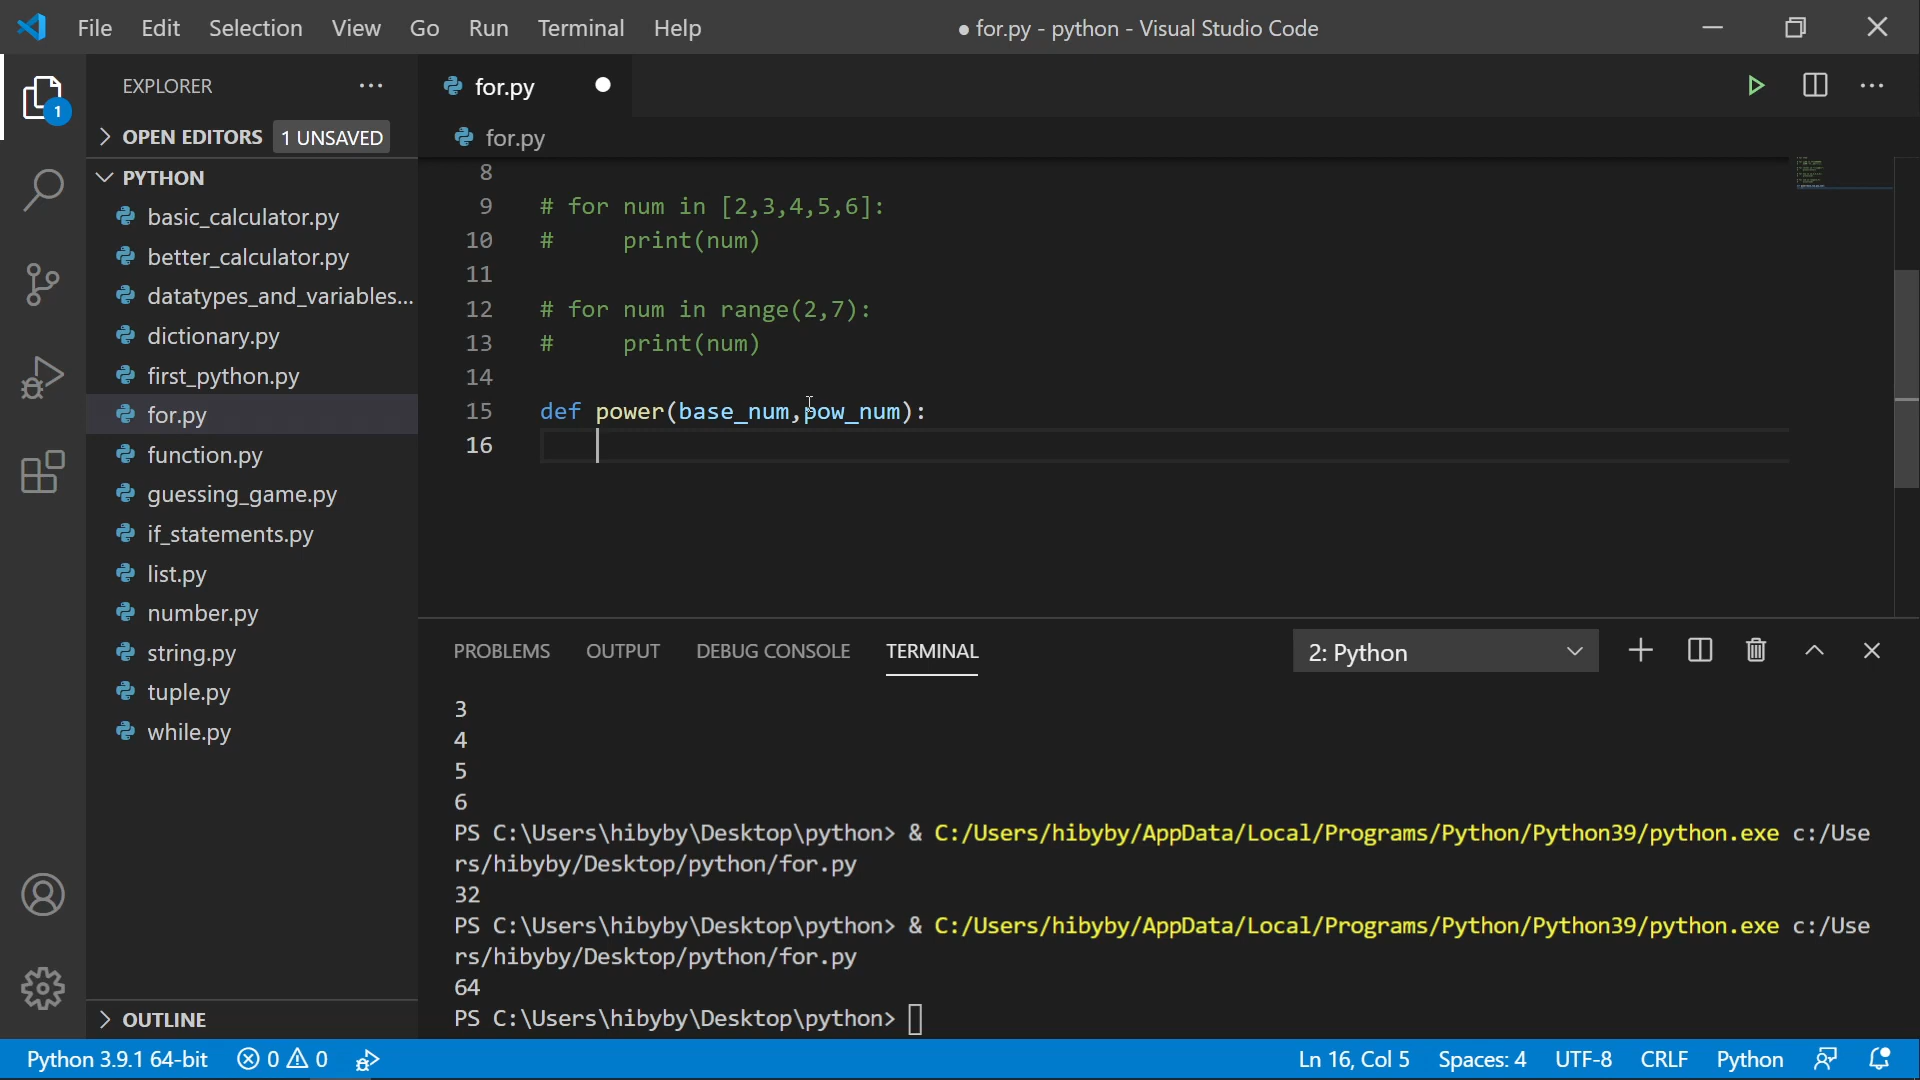 File Edit Selection View Go Run Terminal Help
● for.py - python - Visual Studio Code
EXPLORER
1
OPEN EDITORS 1 UNSAVED
PYTHON
basic_calculator.py
better_calculator.py
datatypes_and_variables...
dictionary.py
first_python.py
for.py
function.py
guessing_game.py
if_statements.py
list.py
number.py
string.py
tuple.py
while.py
OUTLINE
for.py
for.py
8
9 # for num in [2,3,4,5,6]:
10 #     print(num)
11
12 # for num in range(2,7):
13 #     print(num)
14
15 def power(base_num,pow_num):
16
PROBLEMS OUTPUT DEBUG CONSOLE TERMINAL
2: Python
3
4
5
6
PS C:\Users\hibyby\Desktop\python> & C:/Users/hibyby/AppData/Local/Programs/Python/Python39/python.exe c:/Use
rs/hibyby/Desktop/python/for.py
32
PS C:\Users\hibyby\Desktop\python> & C:/Users/hibyby/AppData/Local/Programs/Python/Python39/python.exe c:/Use
rs/hibyby/Desktop/python/for.py
64
PS C:\Users\hibyby\Desktop\python>
Python 3.9.1 64-bit 0 0
Ln 16, Col 5 Spaces: 4 UTF-8 CRLF Python